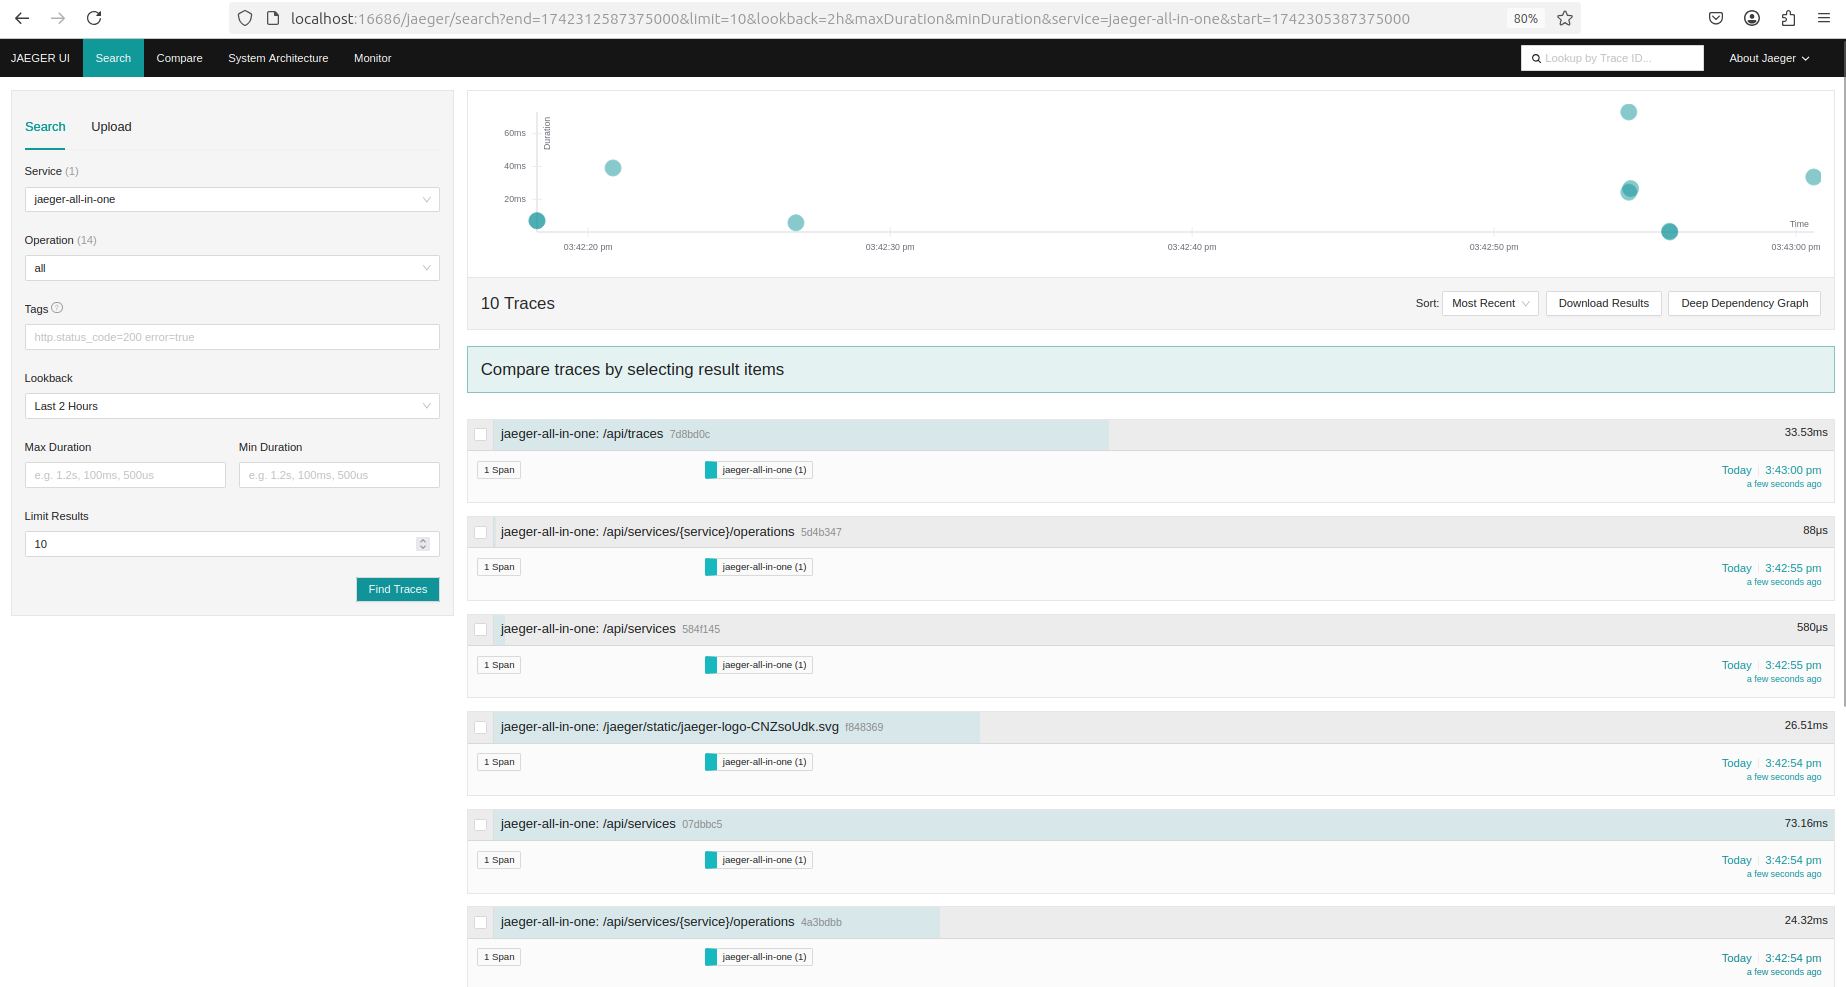 localhost:16686/jaeger/search?end=1742312587375000&limit=10&lookback=2h&maxDuration&minDuration&service=jaeger-all-in-one&start=1742305387375000
80%
JAEGER UI
Search
Compare
System Architecture
Monitor
Lookup by Trace ID...
About Jaeger
Search
Upload
Service (1)
jaeger-all-in-one
Operation (14)
all
Tags ?
http.status_code=200 error=true
Lookback
Last 2 Hours
Max Duration
Min Duration
e.g. 1.2s, 100ms, 500us
e.g. 1.2s, 100ms, 500us
Limit Results
10
Find Traces
Duration
60ms
40ms
20ms
Time
03:42:20 pm
03:42:30 pm
03:42:40 pm
03:42:50 pm
03:43:00 pm
10 Traces
Sort:
Most Recent
Download Results
Deep Dependency Graph
Compare traces by selecting result items
jaeger-all-in-one: /api/traces 7d8bd0c
33.53ms
1 Span
jaeger-all-in-one (1)
Today 3:43:00 pm
a few seconds ago
jaeger-all-in-one: /api/services/{service}/operations 5d4b347
88μs
1 Span
jaeger-all-in-one (1)
Today 3:42:55 pm
a few seconds ago
jaeger-all-in-one: /api/services 584f145
580μs
1 Span
jaeger-all-in-one (1)
Today 3:42:55 pm
a few seconds ago
jaeger-all-in-one: /jaeger/static/jaeger-logo-CNZsoUdk.svg f848369
26.51ms
1 Span
jaeger-all-in-one (1)
Today 3:42:54 pm
a few seconds ago
jaeger-all-in-one: /api/services 07dbbc5
73.16ms
1 Span
jaeger-all-in-one (1)
Today 3:42:54 pm
a few seconds ago
jaeger-all-in-one: /api/services/{service}/operations 4a3bdbb
24.32ms
1 Span
jaeger-all-in-one (1)
Today 3:42:54 pm
a few seconds ago